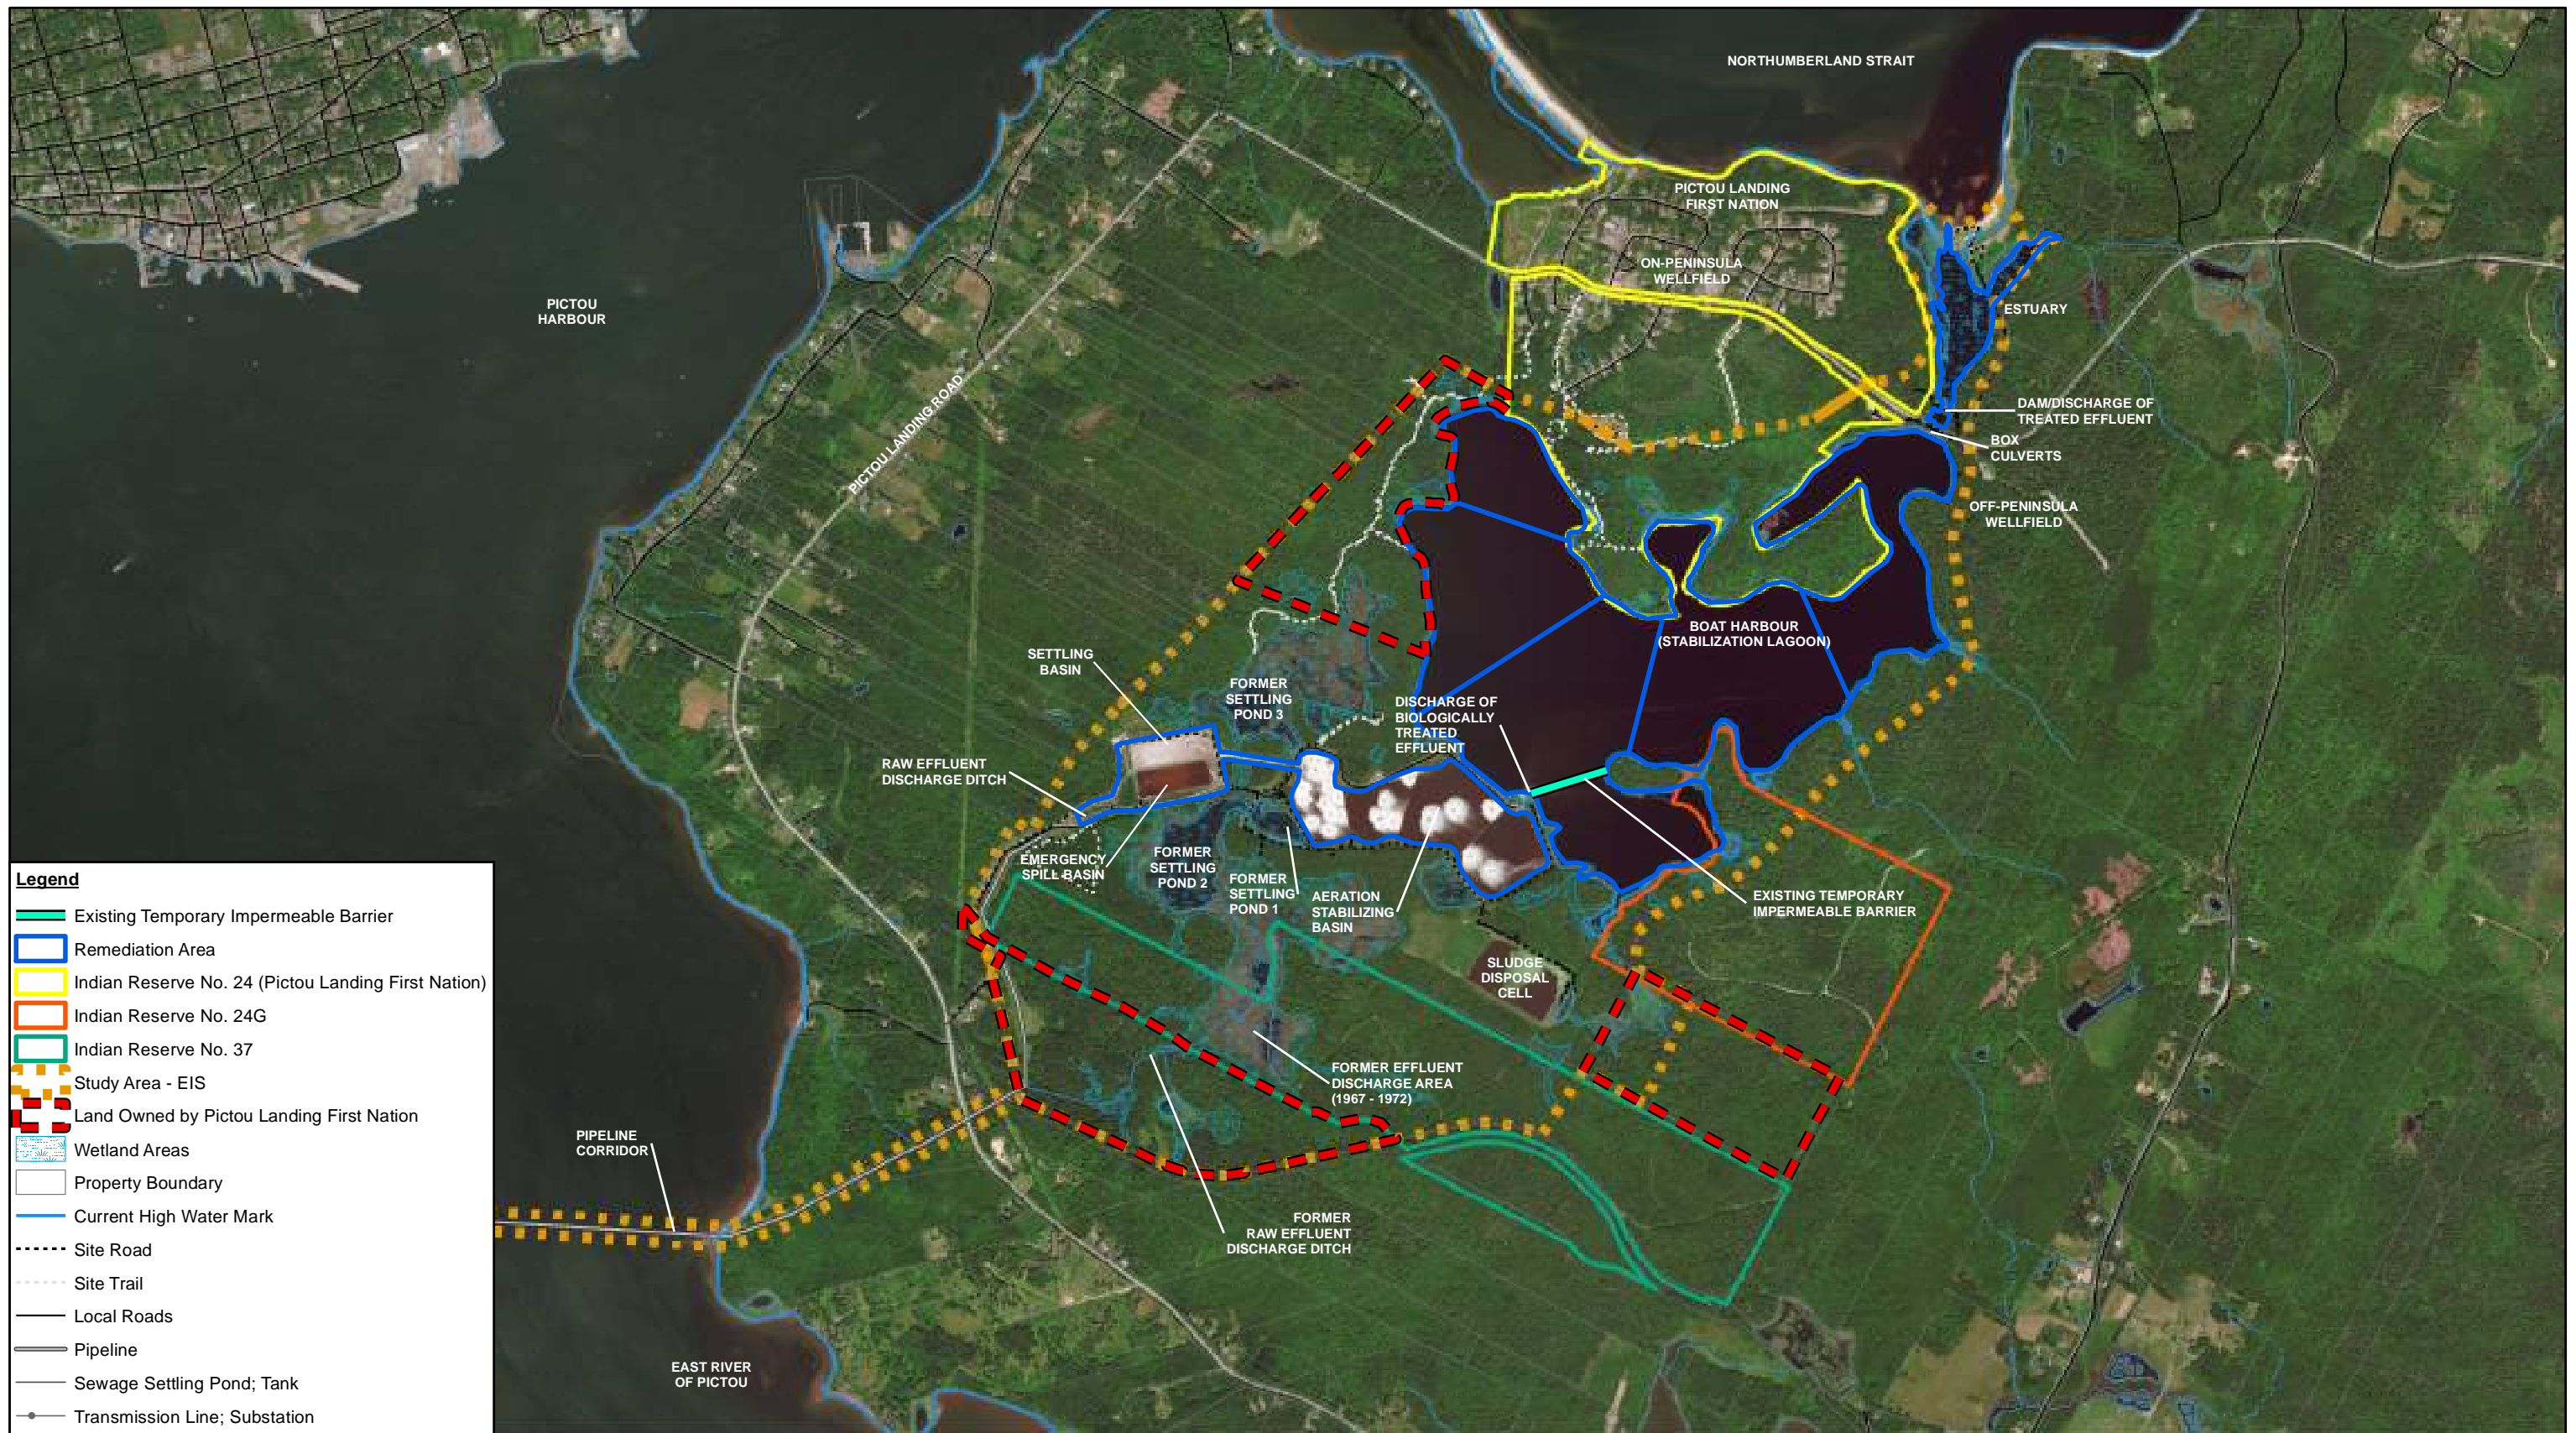 NORTHUMBERLAND STRAIT
PICTOU LANDING
FIRST NATION
ON-PENINSULA
WELLFIELD
PICTOU
HARBOUR
ESTUARY
PICTOU LANDING ROAD
DAM/DISCHARGE OF
TREATED EFFLUENT
BOX
CULVERTS
OFF-PENINSULA
WELLFIELD
BOAT HARBOUR
(STABILIZATION LAGOON)
SETTLING
BASIN
FORMER
SETTLING
POND 3
DISCHARGE OF
BIOLOGICALLY
TREATED
EFFLUENT
RAW EFFLUENT
DISCHARGE DITCH
EMERGENCY
SPILL BASIN
FORMER
SETTLING
POND 2
FORMER
SETTLING
POND 1
AERATION
STABILIZING
BASIN
EXISTING TEMPORARY
IMPERMEABLE BARRIER
SLUDGE
DISPOSAL
CELL
FORMER EFFLUENT
DISCHARGE AREA
(1967 - 1972)
PIPELINE
CORRIDOR
FORMER
RAW EFFLUENT
DISCHARGE DITCH
EAST RIVER
OF PICTOU
Legend
Existing Temporary Impermeable Barrier
Remediation Area
Indian Reserve No. 24 (Pictou Landing First Nation)
Indian Reserve No. 24G
Indian Reserve No. 37
Study Area - EIS
Land Owned by Pictou Landing First Nation
Wetland Areas
Property Boundary
Current High Water Mark
Site Road
Site Trail
Local Roads
Pipeline
Sewage Settling Pond; Tank
Transmission Line; Substation